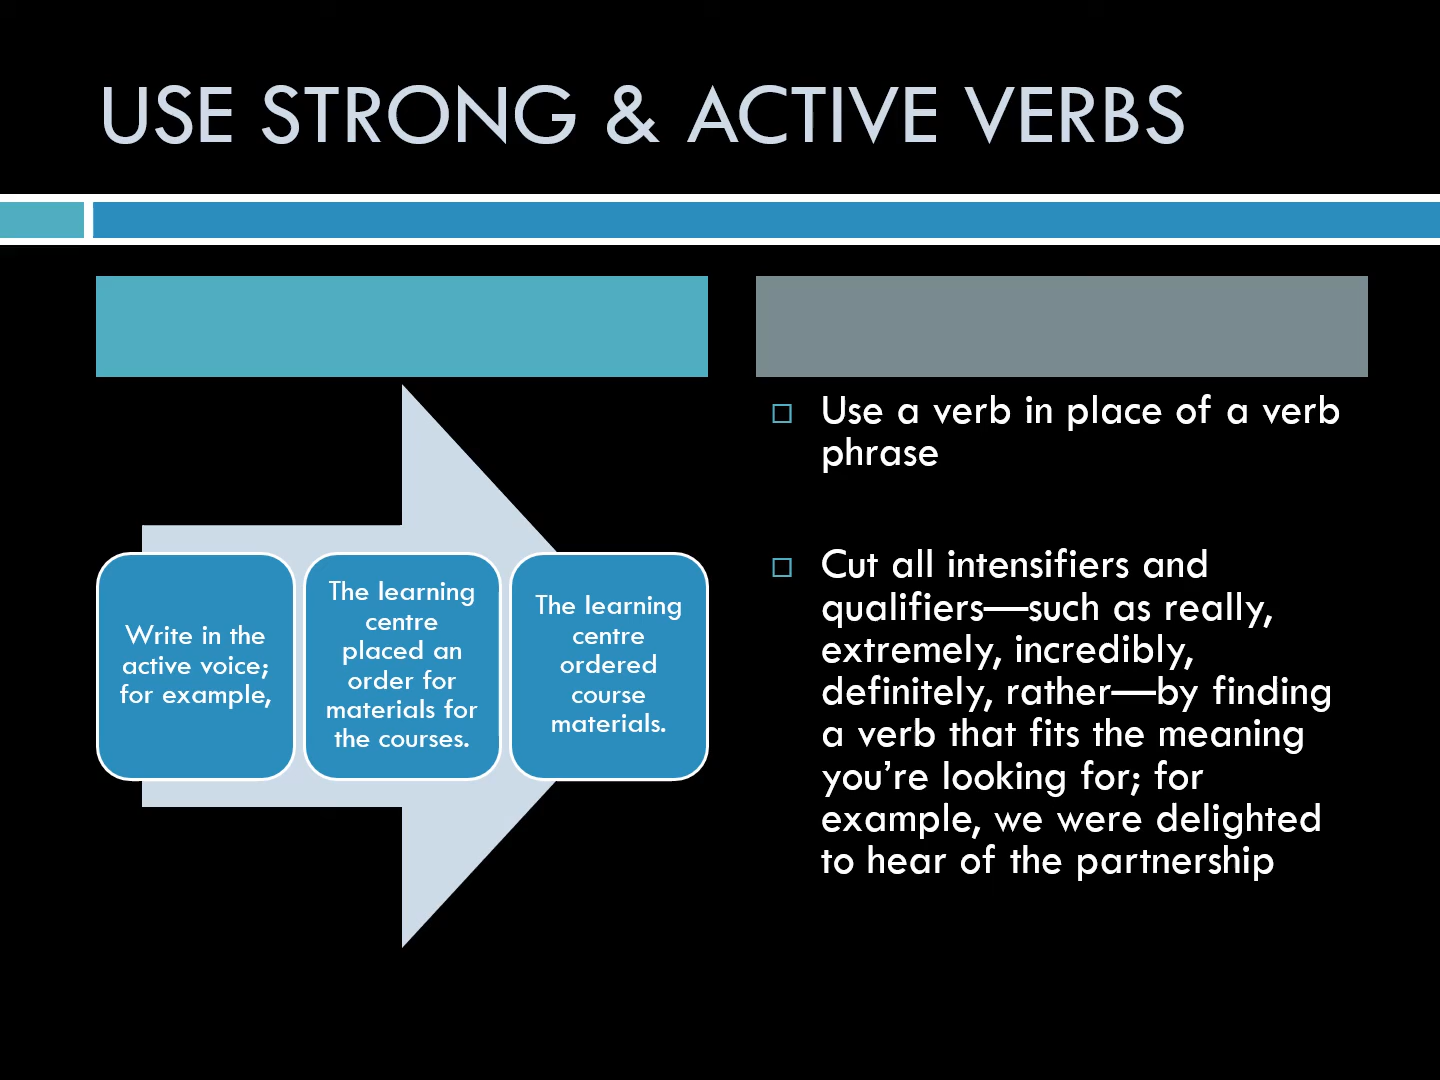 USE STRONG & ACTIVE VERBS
Write in the
active voice;
for example,
The learning
centre
placed an
order for
materials for
the courses.
The learning
centre
ordered
course
materials.
Use a verb in place of a verb
phrase
Cut all intensifiers and
qualifiers—such as really,
extremely, incredibly,
definitely, rather—by finding
a verb that fits the meaning
you’re looking for; for
example, we were delighted
to hear of the partnership